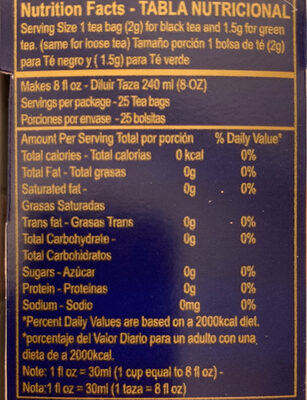 Nutrition Facts - TABLA NUTRICIONAL
Serving Size 1 tea bag (2g) for black tea and 1.5g for green
tea. (same for loose tea) Tamaño porción 1 bolsa de té (2g)
para Té negro y ( 1.5g) para Té verde
Makes 8 fl oz - Diluir Taza 240 ml (8-OZ)
Servings per package - 25 Tea bags
Porciones por envase - 25 bolsitas
Amount Per Serving Total por porción % Daily Value*
Total calories - Total calorias 0 kcal 0%
Total Fat - Total grasas 0g 0%
Saturated fat - 0g 0%
Grasas Saturadas
Trans fat - Grasas Trans 0g 0%
Total Carbohydrate - 0g 0%
Total Carbohidratos
Sugars - Azúcar 0g 0%
Protein - Proteinas 0g 0%
Sodium - Sodio 0mg 0%
*Percent Daily Values are based on a 2000kcal diet.
*porcentaje del Valor Diario para un adulto con una
dieta de a 2000kcal.
Note: 1 fl oz = 30ml (1 cup equal to 8 fl oz) -
Nota:1 fl oz = 30ml (1 taza = 8 fl oz)